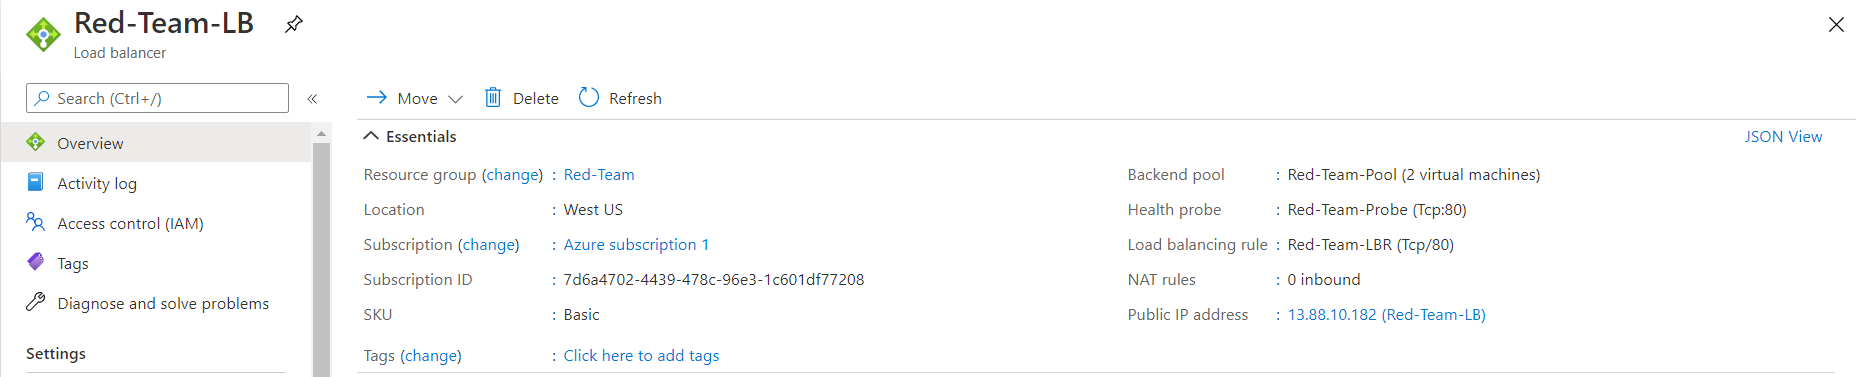 Red-Team-LB
Load balancer
Search (Ctrl+/)
«
Overview
Activity log
Access control (IAM)
Tags
Diagnose and solve problems
Settings
Move
Delete
Refresh
Essentials
JSON View
Resource group (change) : Red-Team
Location : West US
Subscription (change) : Azure subscription 1
Subscription ID : 7d6a4702-4439-478c-96e3-1c601df77208
SKU : Basic
Tags (change) : Click here to add tags
Backend pool : Red-Team-Pool (2 virtual machines)
Health probe : Red-Team-Probe (Tcp:80)
Load balancing rule : Red-Team-LBR (Tcp/80)
NAT rules : 0 inbound
Public IP address : 13.88.10.182 (Red-Team-LB)